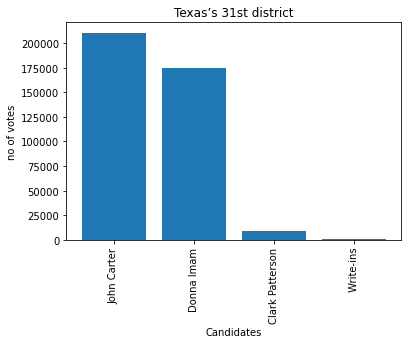 Texas’s 31st district
no of votes
200000
175000
150000
125000
100000
75000
50000
25000
0
John Carter
Donna Imam
Clark Patterson
Write-ins
Candidates